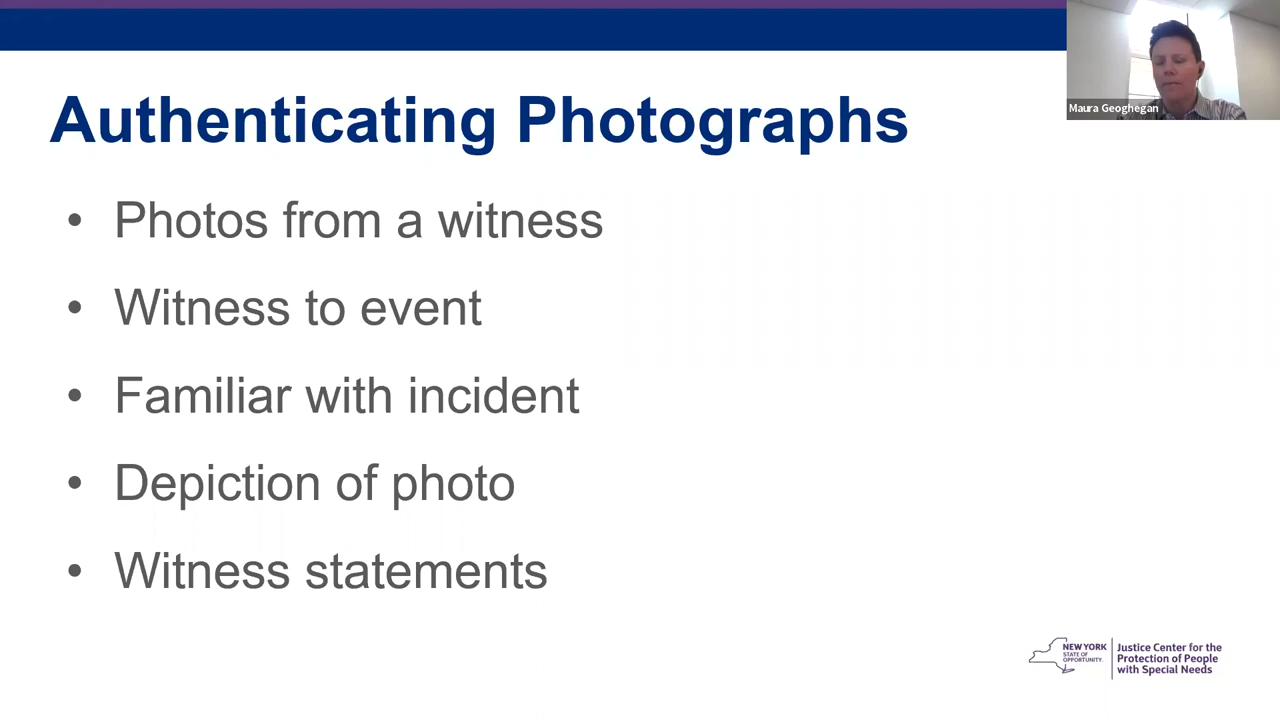 Authenticating Photographs
Maura Geoghegan
• Photos from a witness
• Witness to event
• Familiar with incident
• Depiction of photo
• Witness statements
NEW YORK
STATE OF
OPPORTUNITY.
Justice Center for the
Protection of People
with Special Needs